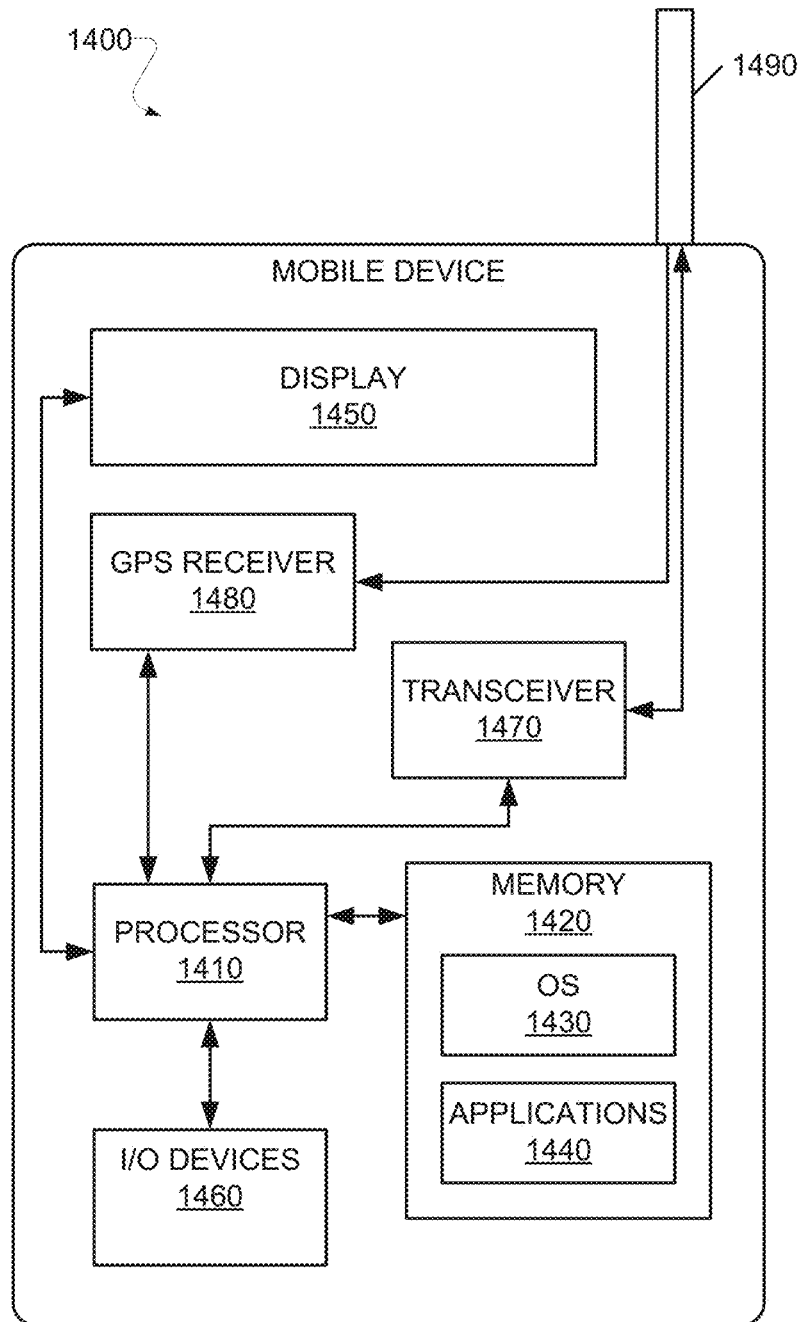 1400
1490
MOBILE DEVICE
DISPLAY
1450
GPS RECEIVER
1480
TRANSCEIVER
1470
PROCESSOR
1410
MEMORY
1420
OS
1430
APPLICATIONS
1440
I/O DEVICES
1460